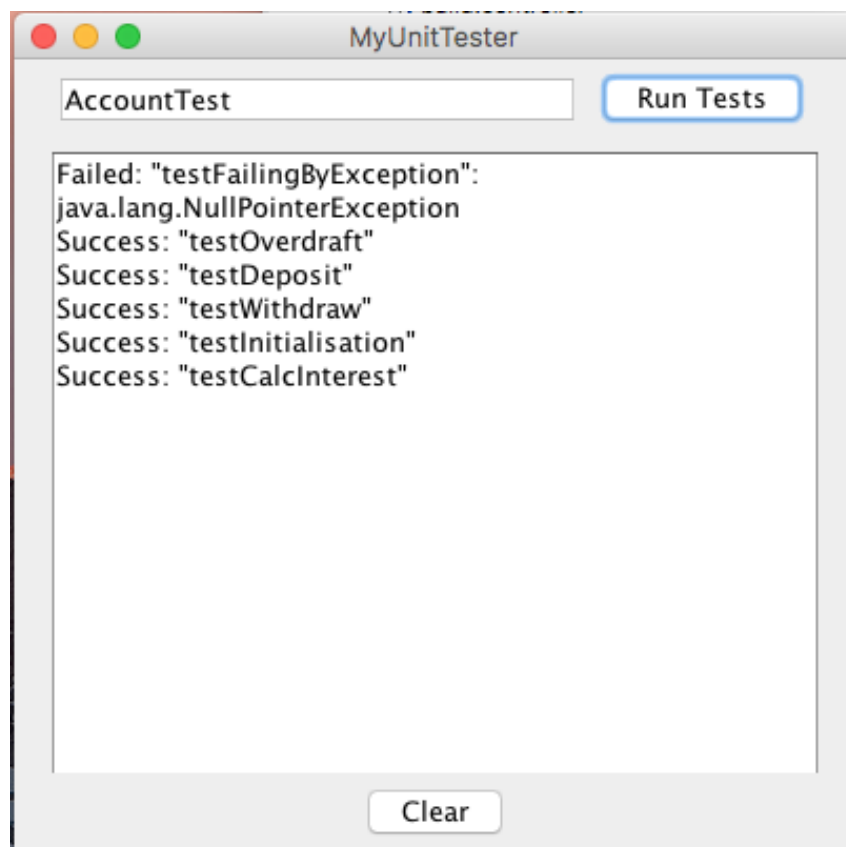 MyUnitTester
AccountTest
Run Tests
Failed: "testFailingByException":
java.lang.NullPointerException
Success: "testOverdraft"
Success: "testDeposit"
Success: "testWithdraw"
Success: "testInitialisation"
Success: "testCalcInterest"
Clear